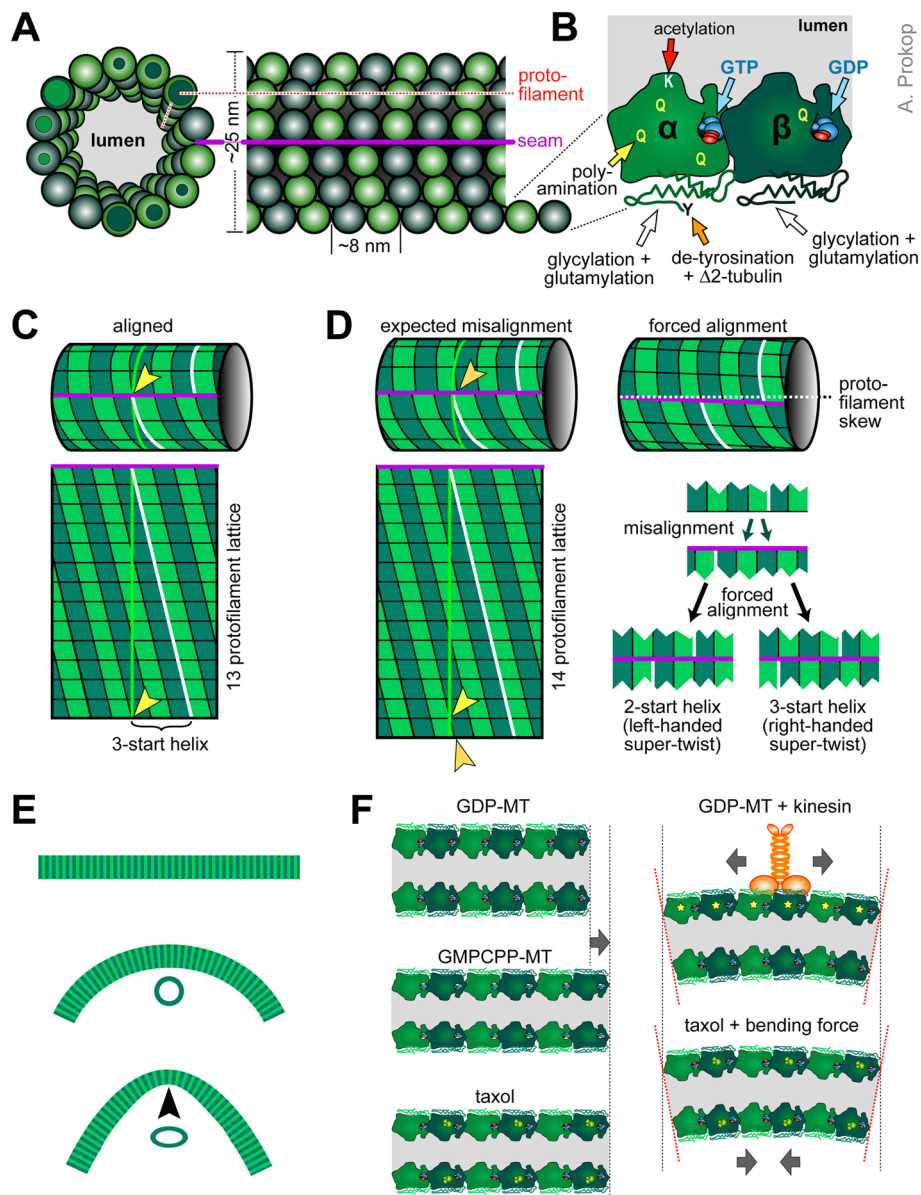 A
lumen
~25 nm
proto-
filament
seam
~8 nm
B
lumen
acetylation
K
GTP
GDP
Q
Q
α
β
Q
Q
poly-
amination
Y
glycylation +
glutamylation
de-tyrosination
+ Δ2-tubulin
glycylation +
glutamylation
A. Prokop
C
aligned
13 protofilament lattice
3-start helix
D
expected misalignment
forced alignment
proto-
filament
skew
14 protofilament lattice
misalignment
forced
alignment
2-start helix
(left-handed
super-twist)
3-start helix
(right-handed
super-twist)
E
F
GDP-MT
GMPCPP-MT
taxol
GDP-MT + kinesin
taxol + bending force